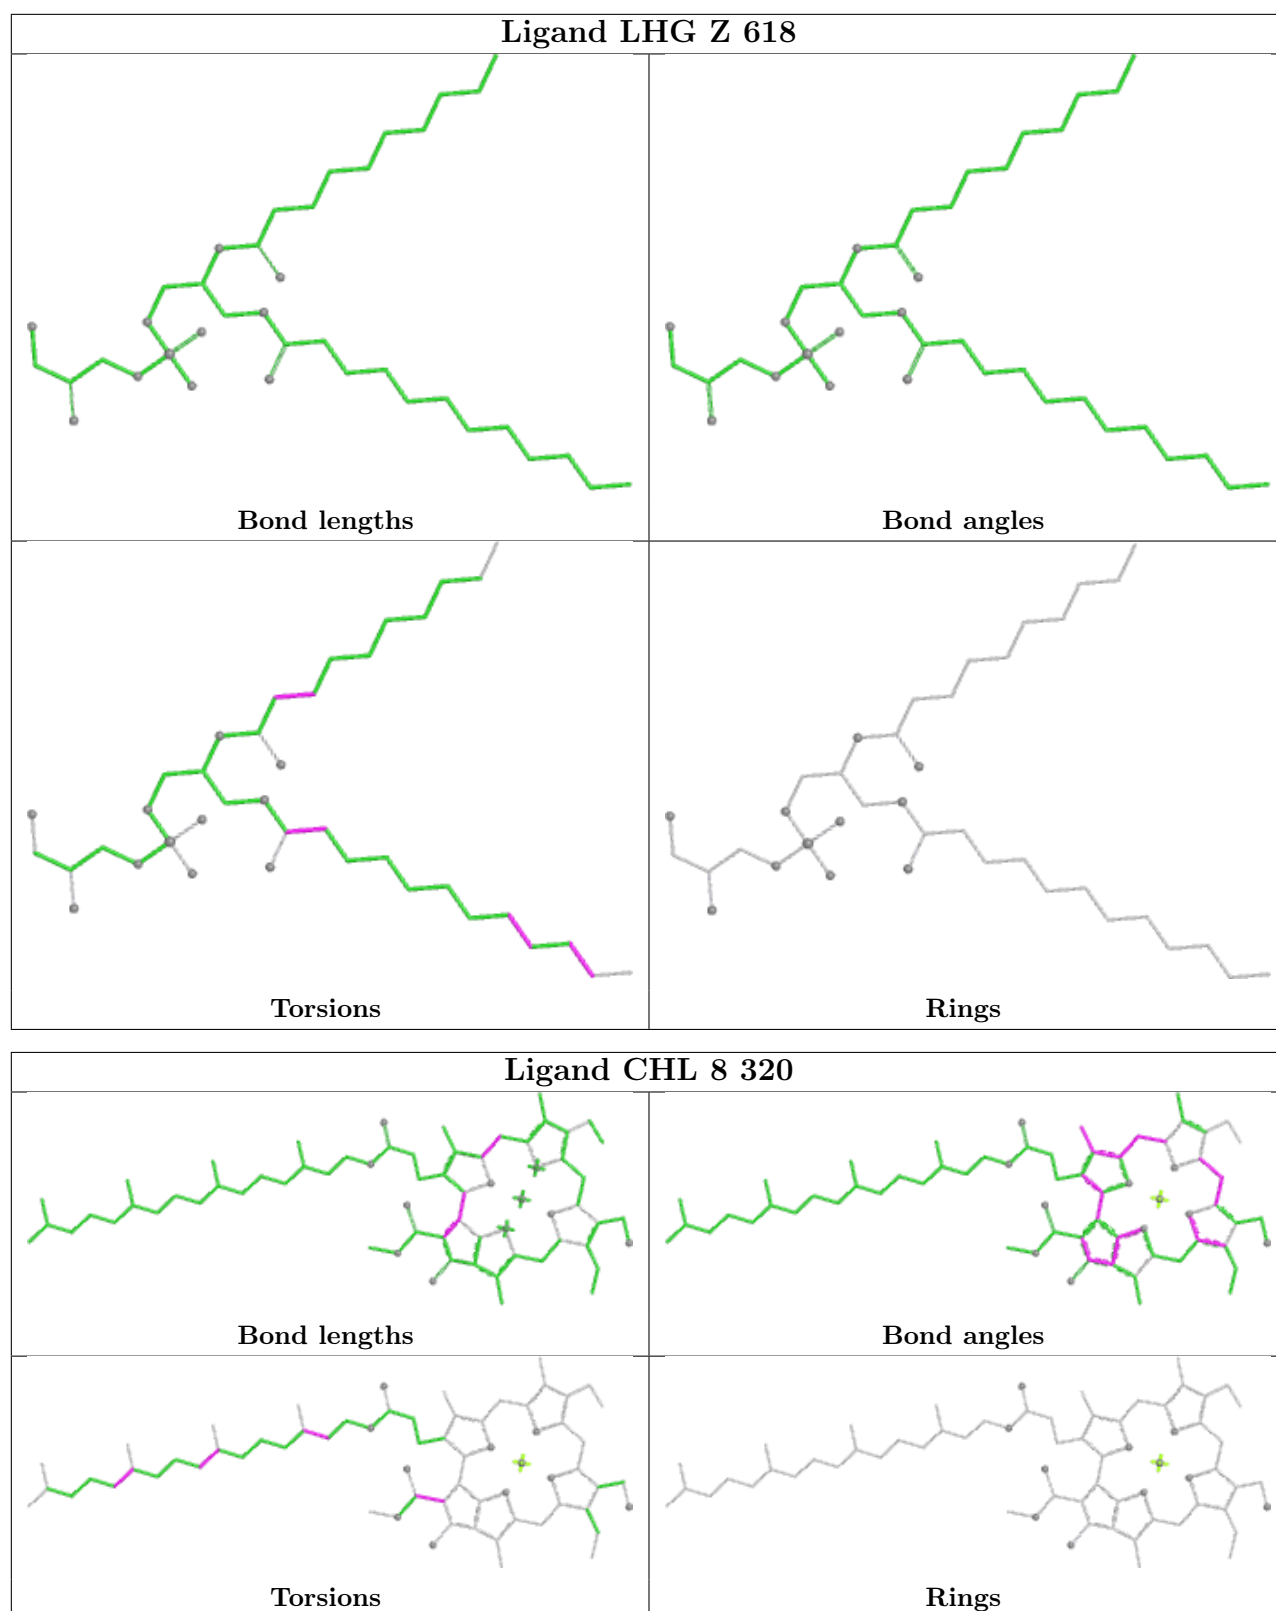 Ligand LHG Z 618
Bond lengths
Bond angles
Torsions
Rings
Ligand CHL 8 320
Bond lengths
Bond angles
Torsions
Rings